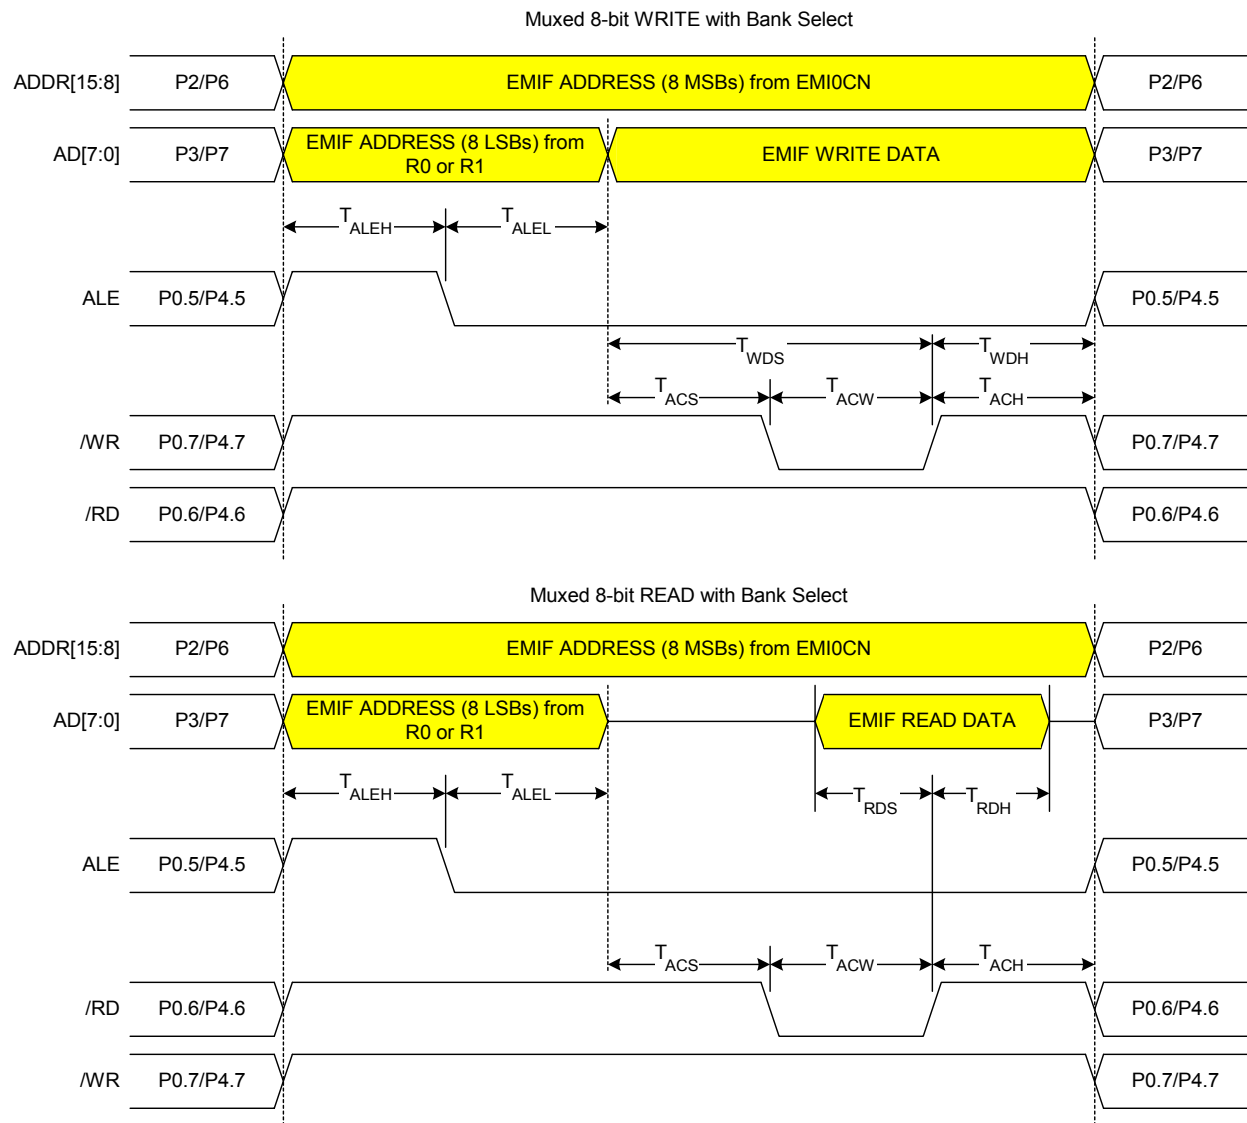 Muxed 8-bit WRITE with Bank Select
ADDR[15:8] P2/P6 EMIF ADDRESS (8 MSBs) from EMI0CN P2/P6
AD[7:0] P3/P7 EMIF ADDRESS (8 LSBs) from R0 or R1 EMIF WRITE DATA P3/P7
TALEH TALEL
ALE P0.5/P4.5 P0.5/P4.5
TWDS TWDH
TACS TACW TACH
/WR P0.7/P4.7 P0.7/P4.7
/RD P0.6/P4.6 P0.6/P4.6
Muxed 8-bit READ with Bank Select
ADDR[15:8] P2/P6 EMIF ADDRESS (8 MSBs) from EMI0CN P2/P6
AD[7:0] P3/P7 EMIF ADDRESS (8 LSBs) from R0 or R1 EMIF READ DATA P3/P7
TALEH TALEL TRDS TRDH
ALE P0.5/P4.5 P0.5/P4.5
TACS TACW TACH
/RD P0.6/P4.6 P0.6/P4.6
/WR P0.7/P4.7 P0.7/P4.7